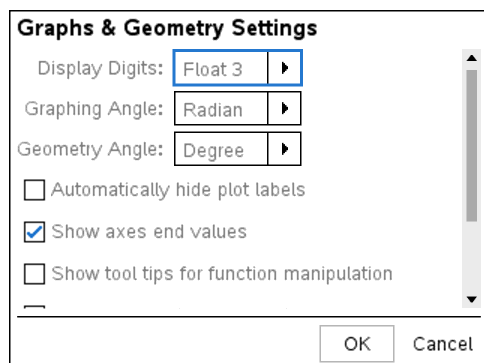 Graphs & Geometry Settings
Display Digits: Float 3
Graphing Angle: Radian
Geometry Angle: Degree
Automatically hide plot labels
Show axes end values
Show tool tips for function manipulation
OK Cancel